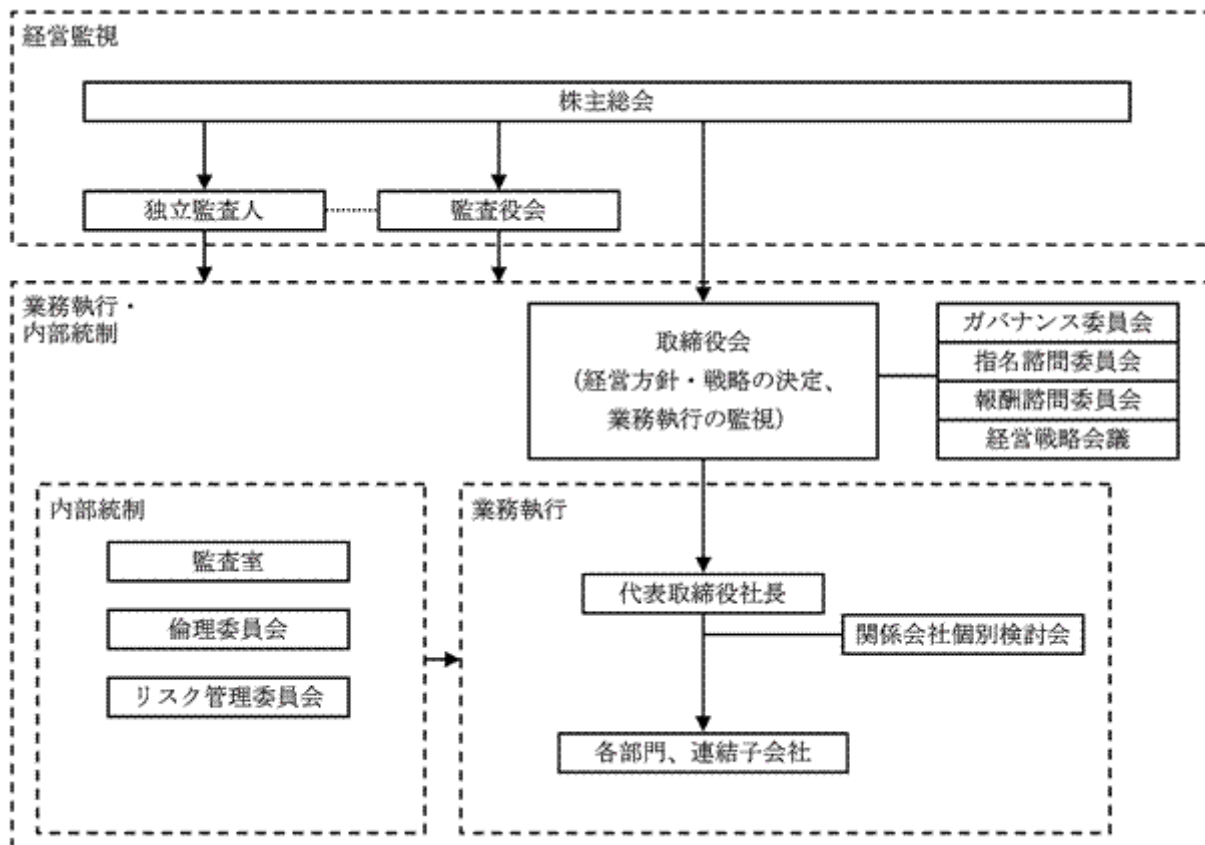 経営監視
株主総会
独立監査人
監査役会
業務執行・
内部統制
取締役会
(経営方針・戦略の決定、
業務執行の監視)
ガバナンス委員会
指名諮問委員会
報酬諮問委員会
経営戦略会議
内部統制
監査室
倫理委員会
リスク管理委員会
業務執行
代表取締役社長
関係会社個別検討会
各部門、連結子会社